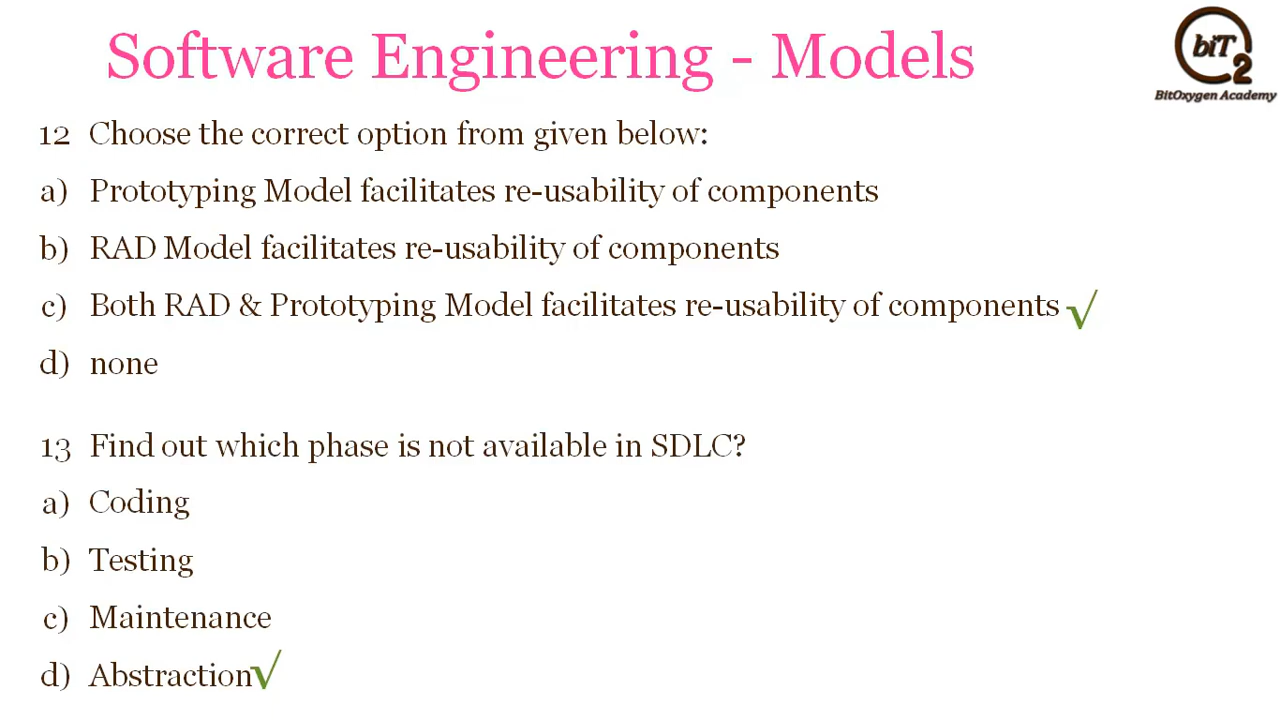 Software Engineering - Models
biT
2
BitOxygen Academy
12 Choose the correct option from given below:
a) Prototyping Model facilitates re-usability of components
b) RAD Model facilitates re-usability of components
c) Both RAD & Prototyping Model facilitates re-usability of components √
d) none
13 Find out which phase is not available in SDLC?
a) Coding
b) Testing
c) Maintenance
d) Abstraction √